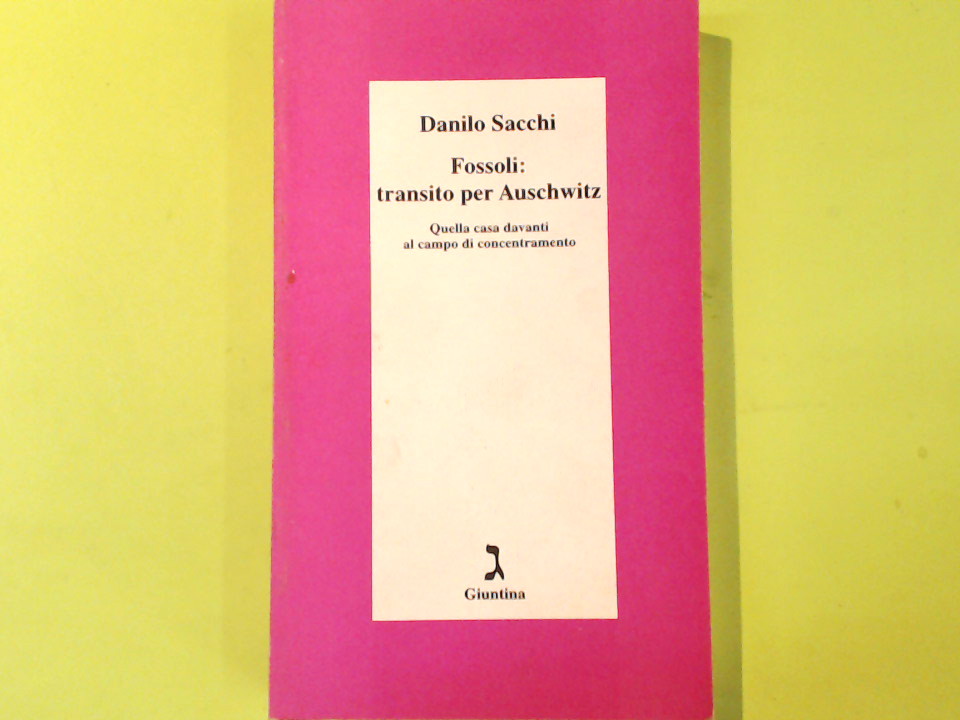 Danilo Sacchi
Fossoli:
transito per Auschwitz
Quella casa davanti
al campo di concentramento
ג
Giuntina